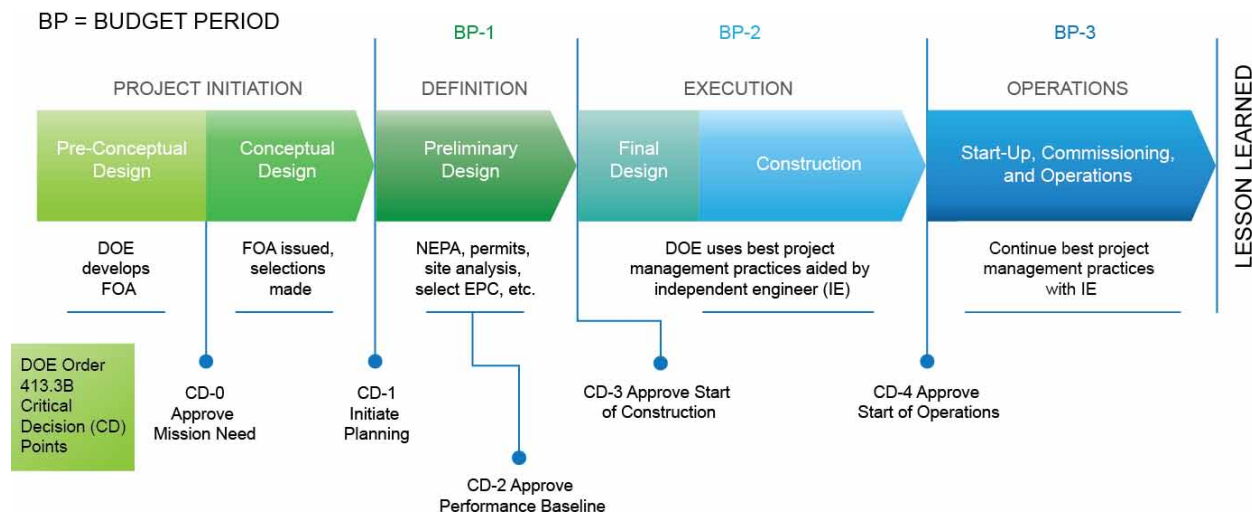 BP = BUDGET PERIOD
BP-1
BP-2
BP-3
PROJECT INITIATION
DEFINITION
EXECUTION
OPERATIONS
Pre-Conceptual
Design
Conceptual
Design
Preliminary
Design
Final
Design
Construction
Start-Up, Commissioning,
and Operations
LESSON LEARNED
DOE
develops
FOA
FOA issued,
selections
made
NEPA, permits,
site analysis,
select EPC, etc.
DOE uses best project
management practices aided by
independent engineer (IE)
Continue best project
management practices
with IE
DOE Order
413.3B
Critical
Decision (CD)
Points
CD-0
Approve
Mission Need
CD-1
Initiate
Planning
CD-2 Approve
Performance Baseline
CD-3 Approve Start
of Construction
CD-4 Approve
Start of Operations